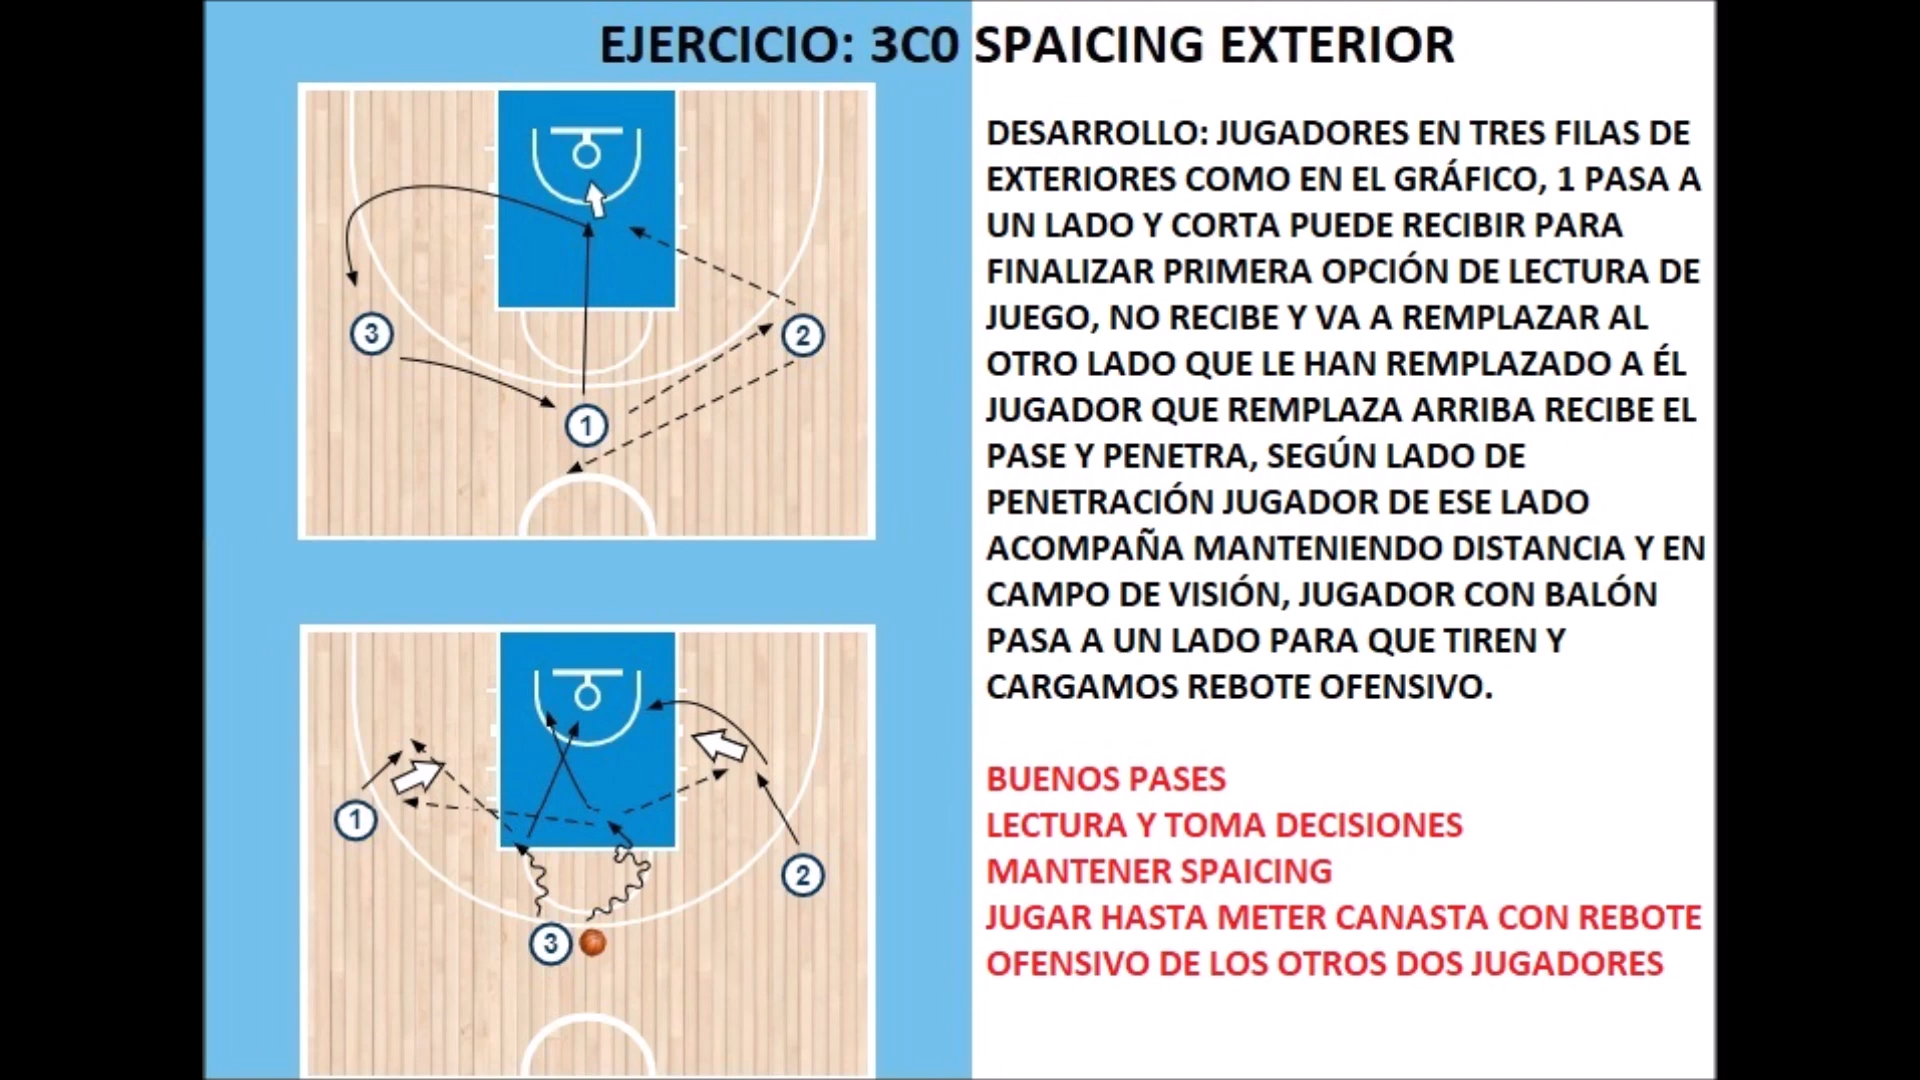 EJERCICIO: 3C0 SPAICING EXTERIOR
DESARROLLO: JUGADORES EN TRES FILAS DE
EXTERIORES COMO EN EL GRÁFICO, 1 PASA A
UN LADO Y CORTA PUEDE RECIBIR PARA
FINALIZAR PRIMERA OPCIÓN DE LECTURA DE
JUEGO, NO RECIBE Y VA A REMPLAZAR AL
OTRO LADO QUE LE HAN REMPLAZADO A ÉL
JUGADOR QUE REMPLAZA ARRIBA RECIBE EL
PASE Y PENETRA, SEGÚN LADO DE
PENETRACIÓN JUGADOR DE ESE LADO
ACOMPAÑA MANTENIENDO DISTANCIA Y EN
CAMPO DE VISIÓN, JUGADOR CON BALÓN
PASA A UN LADO PARA QUE TIREN Y
CARGAMOS REBOTE OFENSIVO.
BUENOS PASES
LECTURA Y TOMA DECISIONES
MANTENER SPAICING
JUGAR HASTA METER CANASTA CON REBOTE
OFENSIVO DE LOS OTROS DOS JUGADORES
3
2
1
1
2
3